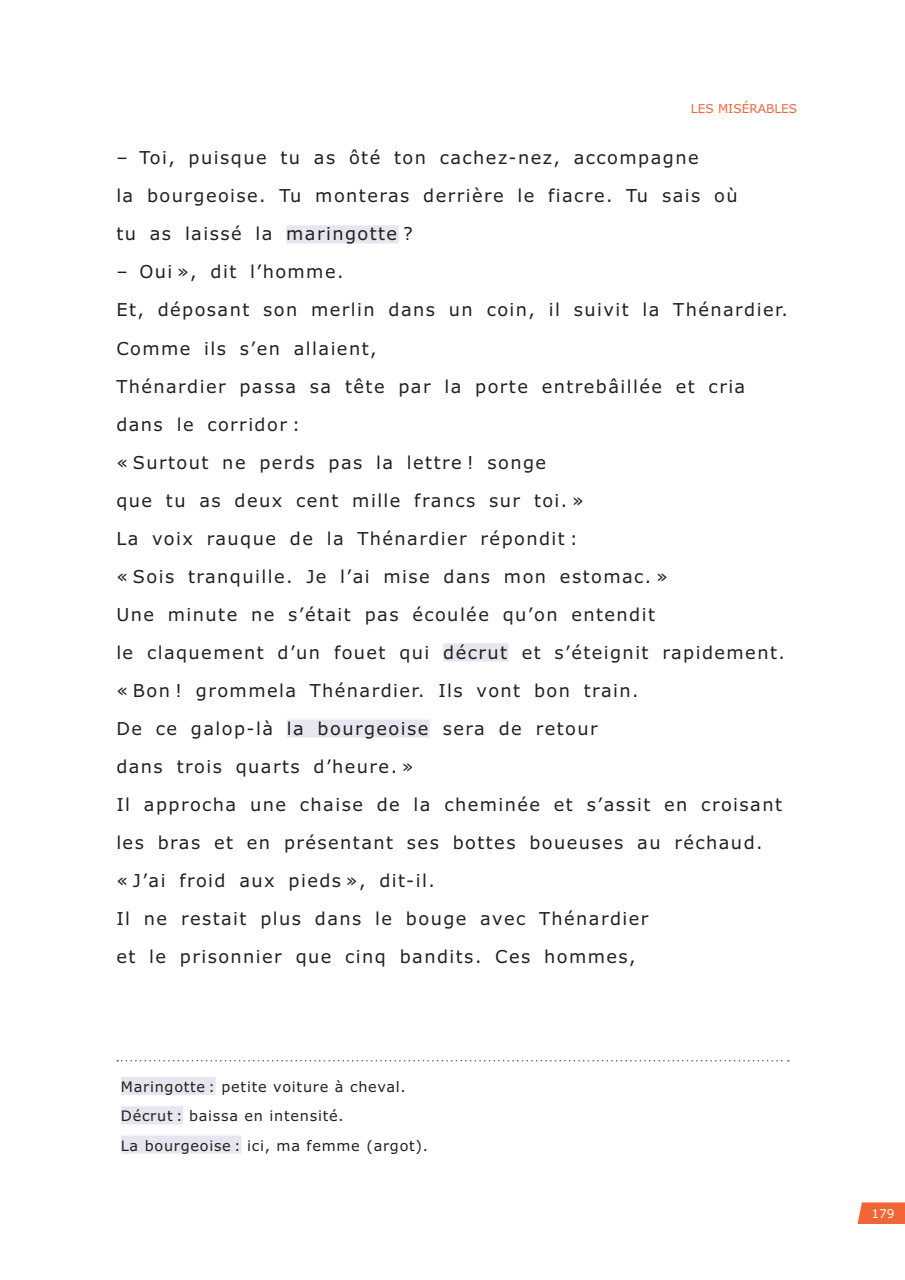 LES MISÉRABLES
– Toi, puisque tu as ôté ton cachez-nez, accompagne
la bourgeoise. Tu monteras derrière le fiacre. Tu sais où
tu as laissé la maringotte ?
– Oui », dit l’homme.
Et, déposant son merlin dans un coin, il suivit la Thénardier.
Comme ils s’en allaient,
Thénardier passa sa tête par la porte entrebâillée et cria
dans le corridor :
« Surtout ne perds pas la lettre ! songe
que tu as deux cent mille francs sur toi. »
La voix rauque de la Thénardier répondit :
« Sois tranquille. Je l’ai mise dans mon estomac. »
Une minute ne s’était pas écoulée qu’on entendit
le claquement d’un fouet qui décrut et s’éteignit rapidement.
« Bon ! grommela Thénardier. Ils vont bon train.
De ce galop-là la bourgeoise sera de retour
dans trois quarts d’heure. »
Il approcha une chaise de la cheminée et s’assit en croisant
les bras et en présentant ses bottes boueuses au réchaud.
« J’ai froid aux pieds », dit-il.
Il ne restait plus dans le bouge avec Thénardier
et le prisonnier que cinq bandits. Ces hommes,
Maringotte : petite voiture à cheval.
Décrut : baissa en intensité.
La bourgeoise : ici, ma femme (argot).
179